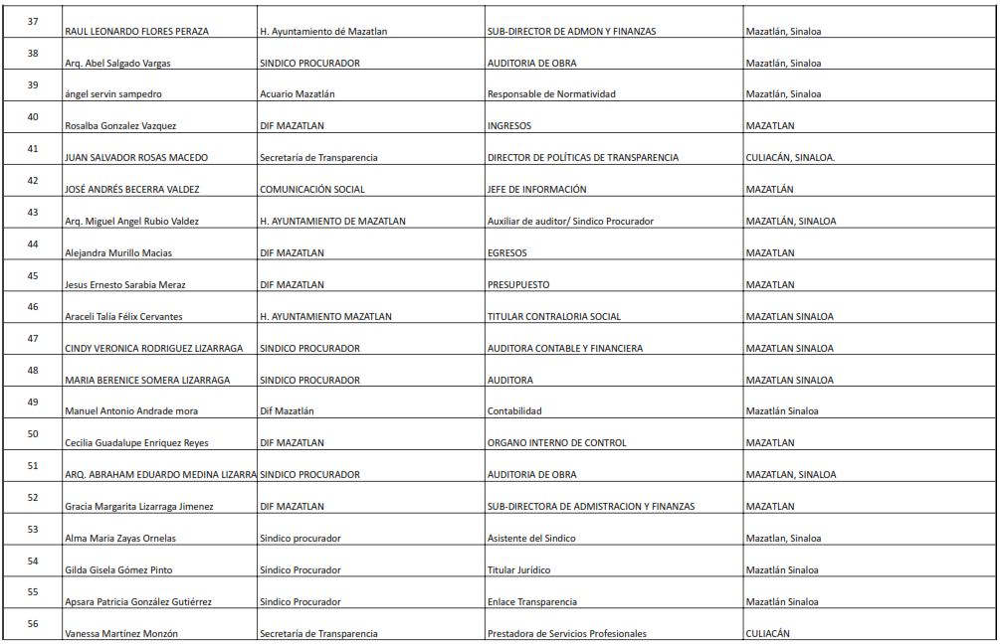 37 RAUL LEONARDO FLORES PERAZA H. Ayuntamiento dé Mazatlan SUB-DIRECTOR DE ADMON Y FINANZAS Mazatlán, Sinaloa
38 Arq. Abel Salgado Vargas SINDICO PROCURADOR AUDITORIA DE OBRA Mazatlán, Sinaloa
39 ángel servin sampedro Acuario Mazatlán Responsable de Normatividad Mazatlán, Sinaloa
40 Rosalba Gonzalez Vazquez DIF MAZATLAN INGRESOS MAZATLAN
41 JUAN SALVADOR ROSAS MACEDO Secretaría de Transparencia DIRECTOR DE POLÍTICAS DE TRANSPARENCIA CULIACÁN, SINALOA.
42 JOSÉ ANDRÉS BECERRA VALDEZ COMUNICACIÓN SOCIAL JEFE DE INFORMACIÓN MAZATLÁN
43 Arq. Miguel Angel Rubio Valdez H. AYUNTAMIENTO DE MAZATLAN Auxiliar de auditor/ Sindico Procurador MAZATLÁN, SINALOA
44 Alejandra Murillo Macias DIF MAZATLAN EGRESOS MAZATLAN
45 Jesus Ernesto Sarabia Meraz DIF MAZATLAN PRESUPUESTO MAZATLAN
46 Araceli Talía Félix Cervantes H. AYUNTAMIENTO MAZATLAN TITULAR CONTRALORIA SOCIAL MAZATLAN SINALOA
47 CINDY VERONICA RODRIGUEZ LIZARRAGA SINDICO PROCURADOR AUDITORA CONTABLE Y FINANCIERA MAZATLAN SINALOA
48 MARIA BERENICE SOMERA LIZARRAGA SINDICO PROCURADOR AUDITORA MAZATLAN SINALOA
49 Manuel Antonio Andrade mora Dif Mazatlán Contabilidad Mazatlán Sinaloa
50 Cecilia Guadalupe Enriquez Reyes DIF MAZATLAN ORGANO INTERNO DE CONTROL MAZATLAN
51 ARQ. ABRAHAM EDUARDO MEDINA LIZARRA SINDICO PROCURADOR AUDITORIA DE OBRA MAZATLAN, SINALOA
52 Gracia Margarita Lizarraga Jimenez DIF MAZATLAN SUB-DIRECTORA DE ADMISTRACION Y FINANZAS MAZATLAN
53 Alma Maria Zayas Ornelas Sindico procurador Asistente del Sindico Mazatlan, Sinaloa
54 Gilda Gisela Gómez Pinto Síndico Procurador Titular Jurídico Mazatlán Sinaloa
55 Apsara Patricia González Gutiérrez Sindico Procurador Enlace Transparencia Mazatlán Sinaloa
56 Vanessa Martínez Monzón Secretaría de Transparencia Prestadora de Servicios Profesionales CULIACÁN